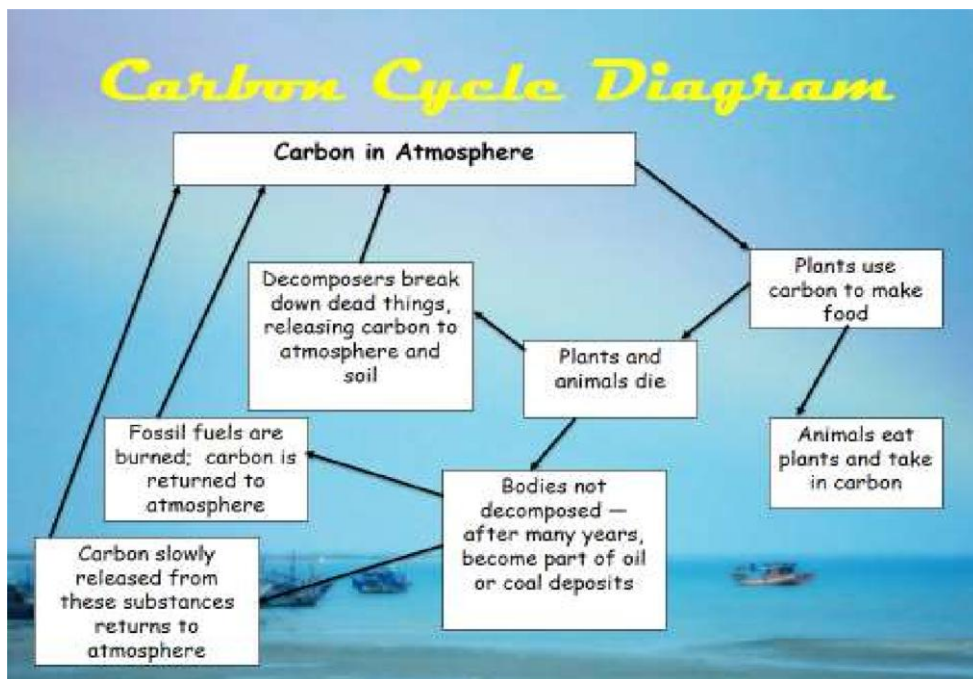 Carbon Cycle Diagram
Carbon in Atmosphere
Plants use
carbon to make
food
Decomposers break
down dead things,
releasing carbon to
atmosphere and
soil
Plants and
animals die
Animals eat
plants and take
in carbon
Fossil fuels are
burned; carbon is
returned to
atmosphere
Bodies not
decomposed —
after many years,
become part of oil
or coal deposits
Carbon slowly
released from
these substances
returns to
atmosphere